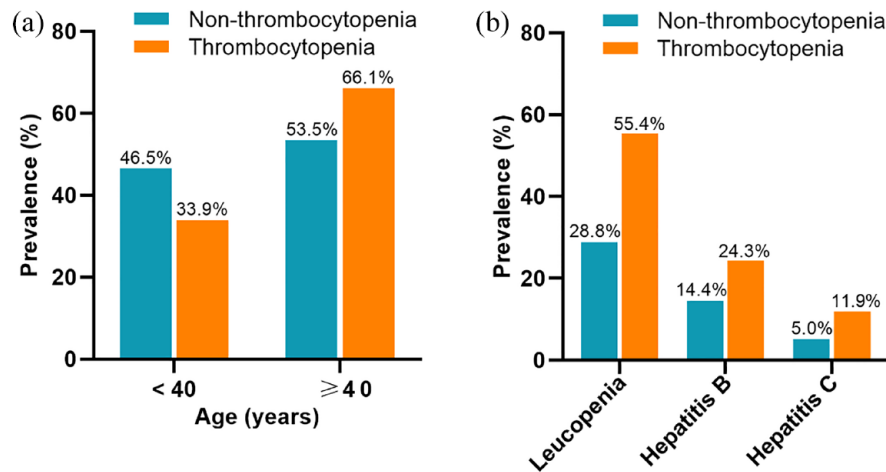 (a)
Non-thrombocytopenia
Thrombocytopenia
Prevalence (%)
80
60
40
20
0
46.5%
33.9%
53.5%
66.1%
< 40
≥40
Age (years)
(b)
Non-thrombocytopenia
Thrombocytopenia
Prevalence (%)
80
60
40
20
0
28.8%
55.4%
14.4%
24.3%
5.0%
11.9%
Leucopenia
Hepatitis B
Hepatitis C